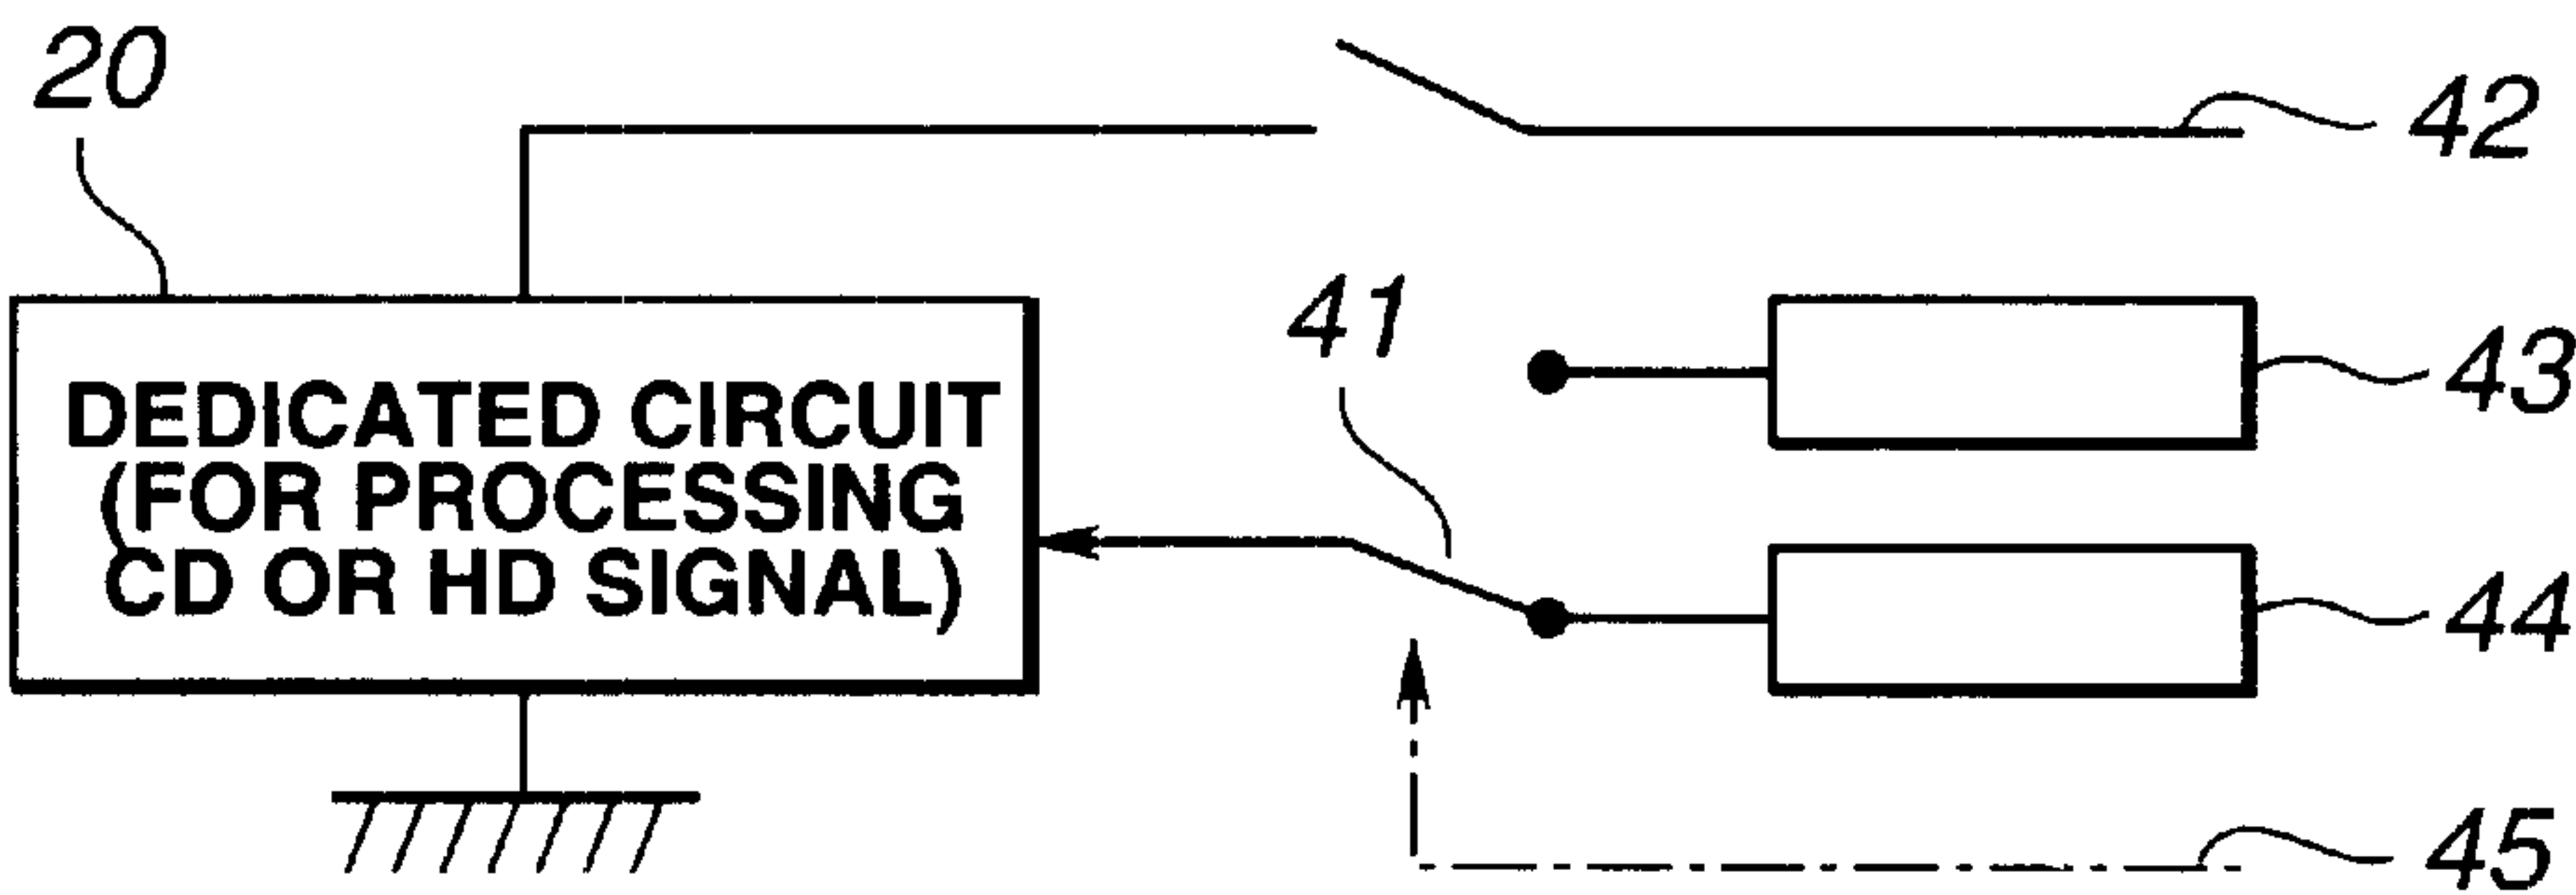 20
42
41
43
DEDICATED CIRCUIT
(FOR PROCESSING
CD OR HD SIGNAL)
44
45